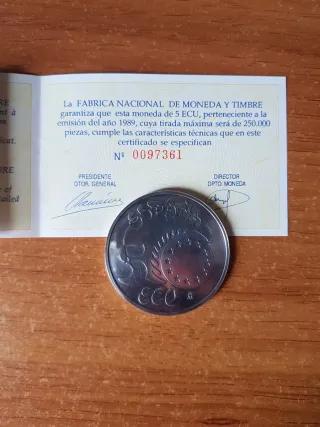 La FABRICA NACIONAL DE MONEDA Y TIMBRE
garantiza que esta moneda de 5 ECU, perteneciente a la
emisión del año 1989, cuya tirada máxima será de 250.000
piezas, cumple las características técnicas que en este
certificado se especifican
Nº 0097361
PRESIDENTE
DTOR. GENERAL
DIRECTOR
DPTO. MONEDA
ESPAÑA
5
ECU